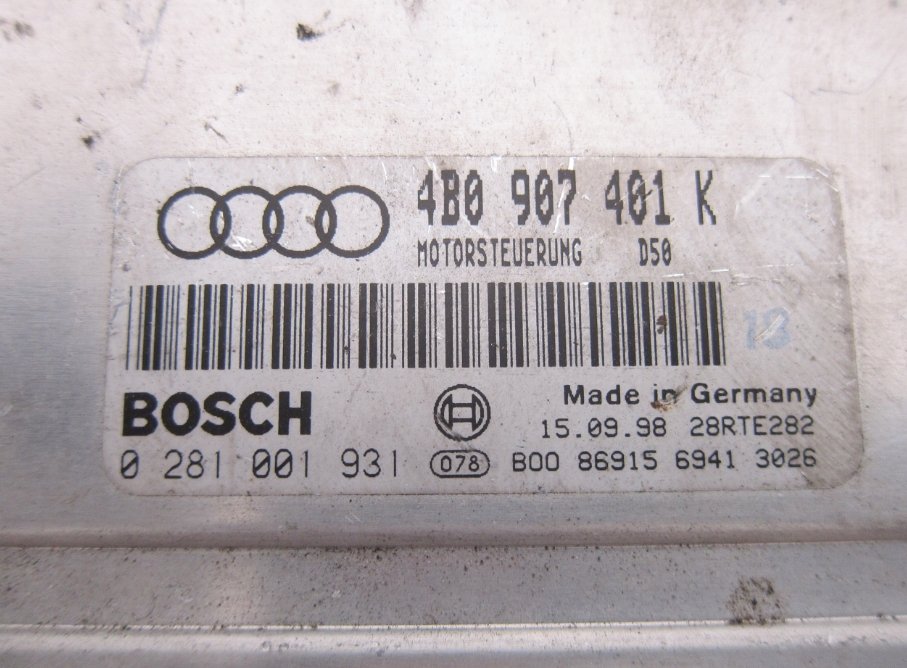 4B0 907 401 K
MOTORSTEUERUNG D50
13
BOSCH
Made in Germany
15.09.98 28RTE282
0 281 001 931 078 B00 86915 6941 3026